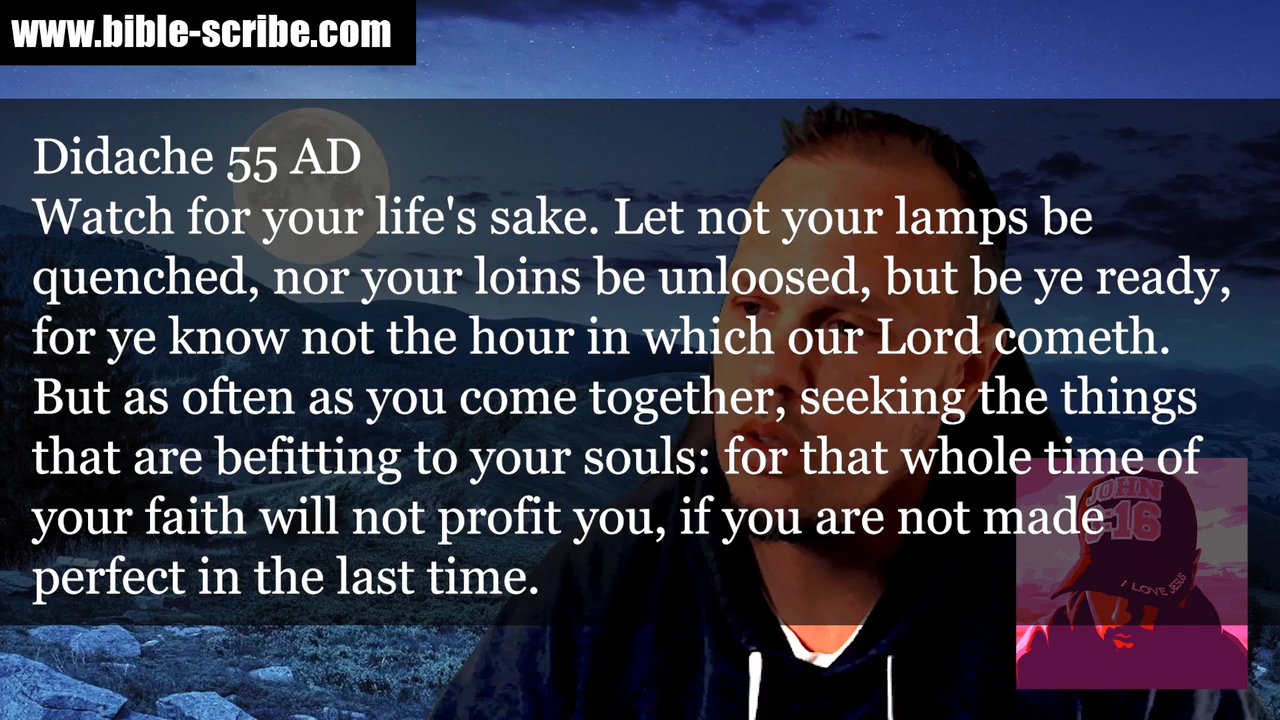 www.bible-scribe.com
Didache 55 AD
Watch for your life's sake. Let not your lamps be
quenched, nor your loins be unloosed, but be ye ready,
for ye know not the hour in which our Lord cometh.
But as often as you come together, seeking the things
that are befitting to your souls: for that whole time of
your faith will not profit you, if you are not made
perfect in the last time.
JOHN
I LOVE JESUS